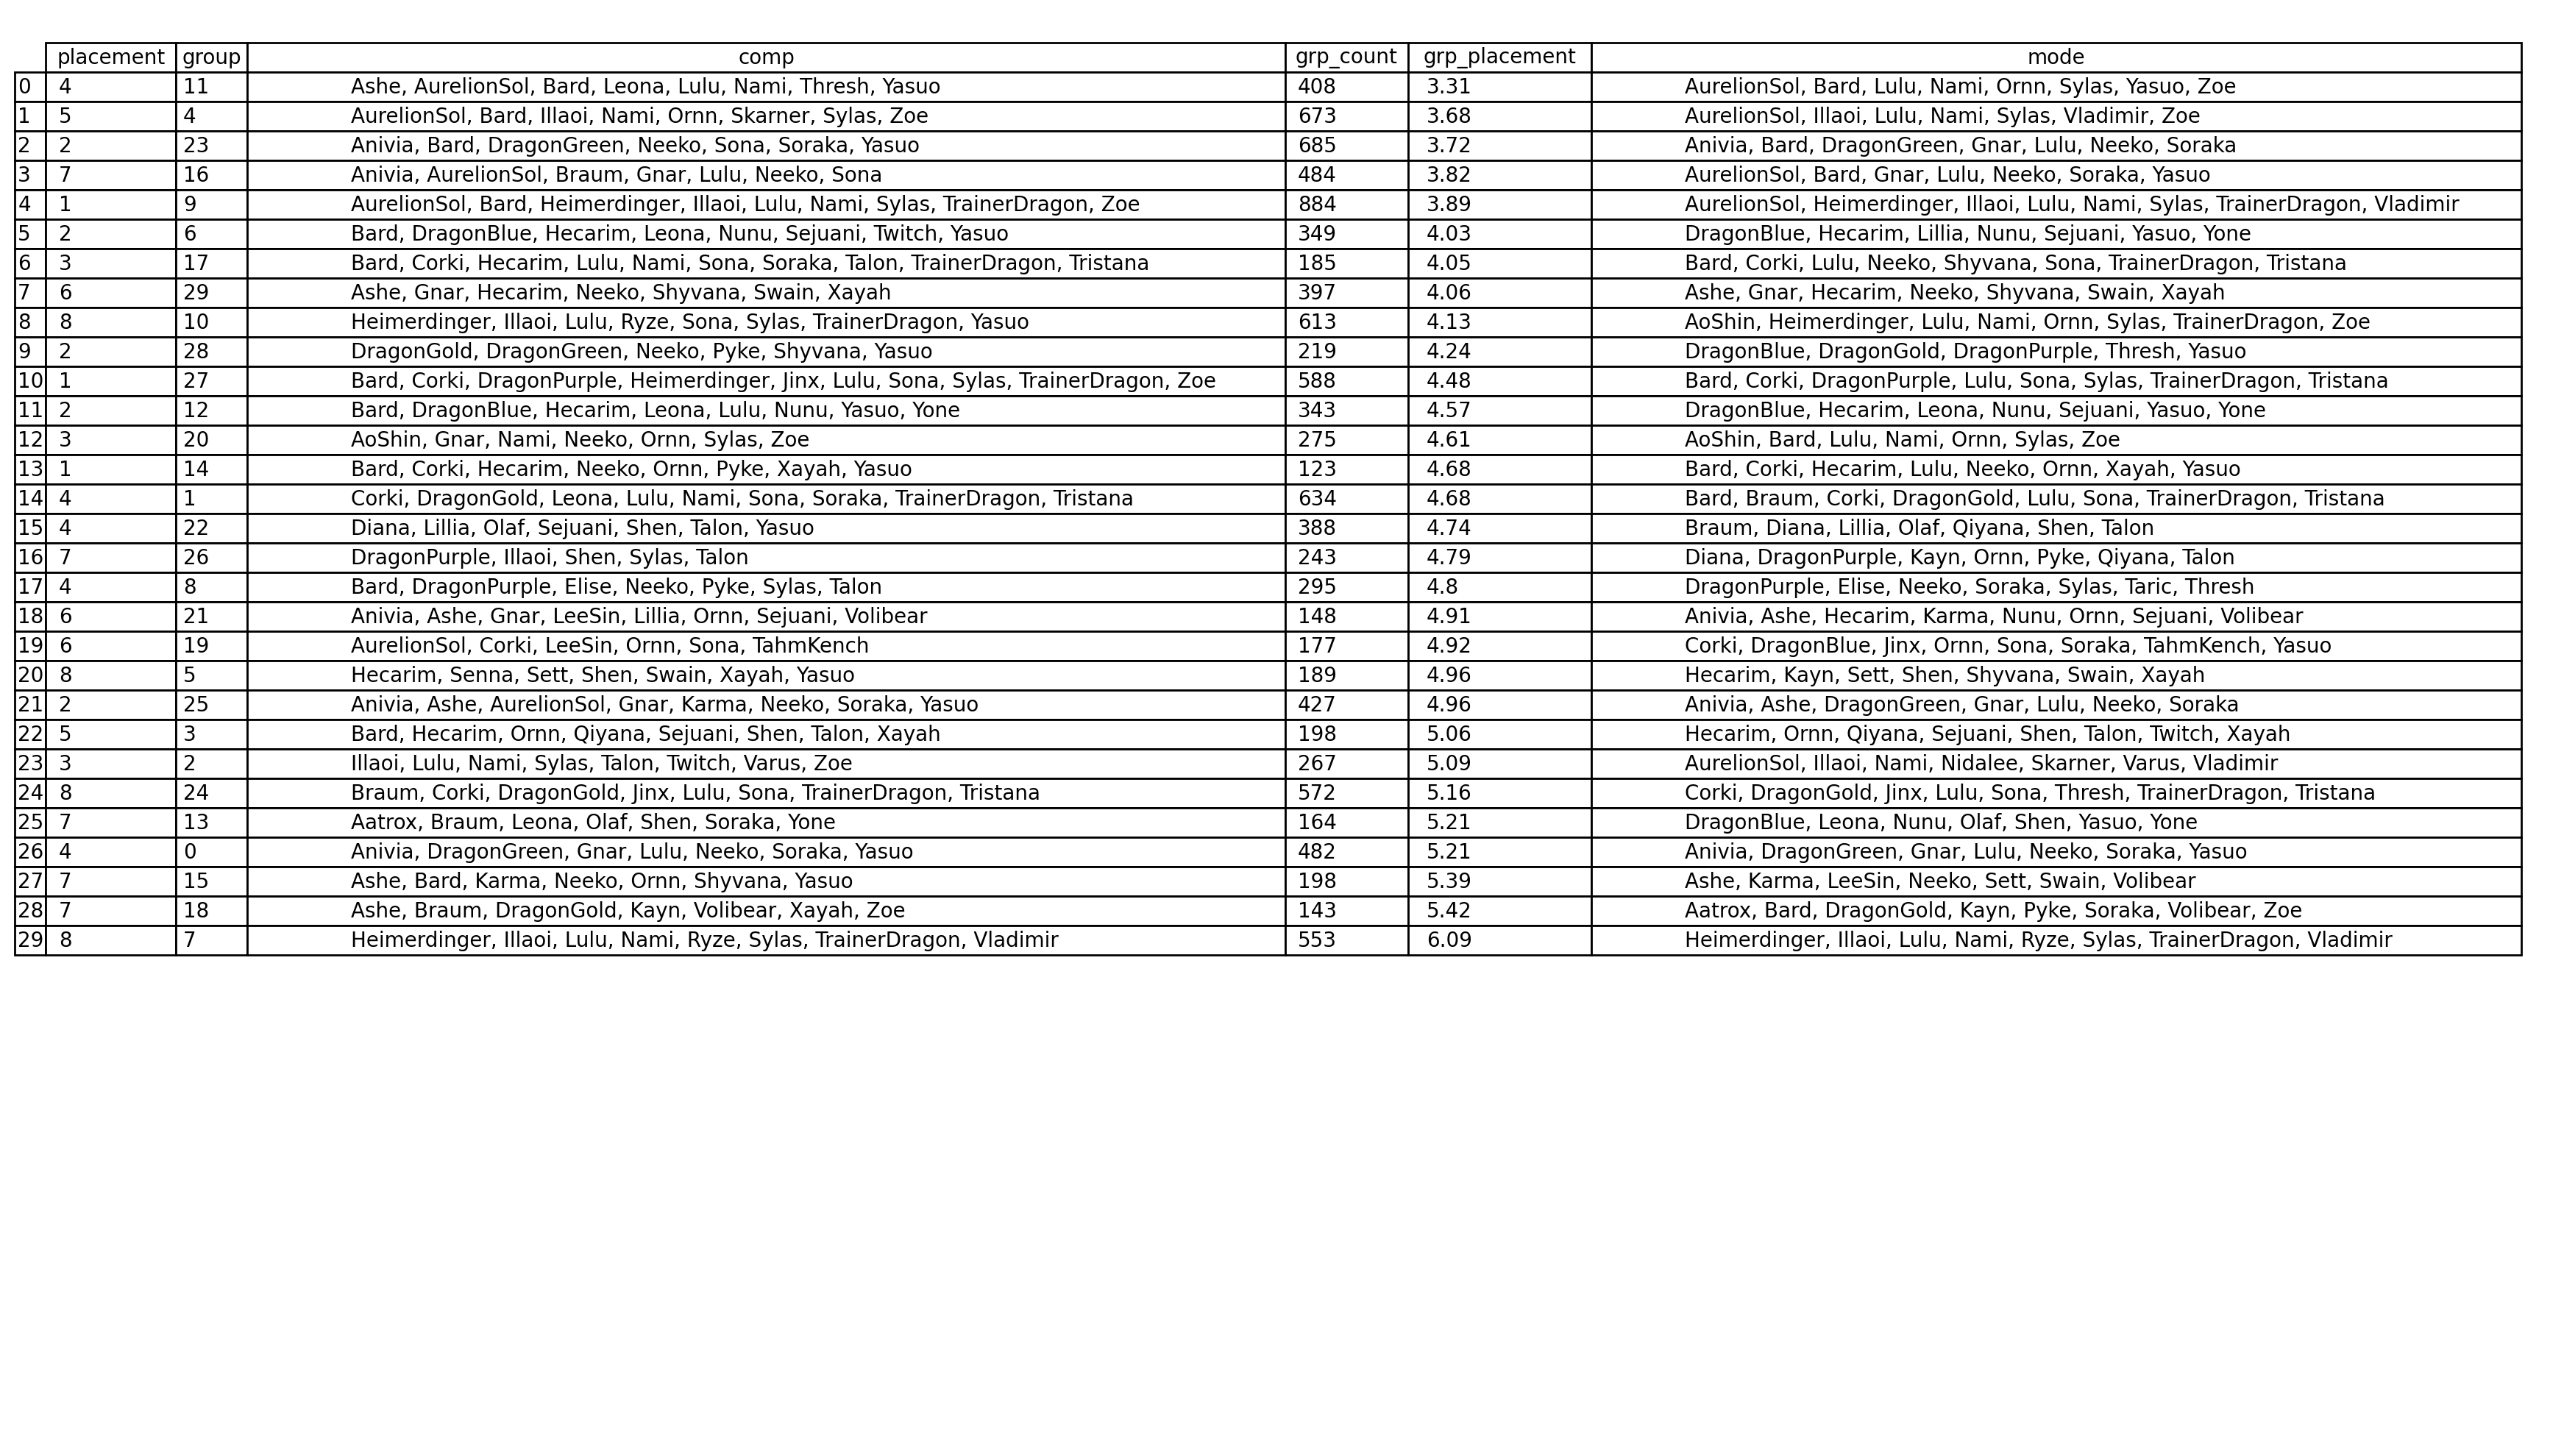 placement group comp grp_count grp_placement mode
0 4 11 Ashe, AurelionSol, Bard, Leona, Lulu, Nami, Thresh, Yasuo 408 3.31 AurelionSol, Bard, Lulu, Nami, Ornn, Sylas, Yasuo, Zoe
1 5 4 AurelionSol, Bard, Illaoi, Nami, Ornn, Skarner, Sylas, Zoe 673 3.68 AurelionSol, Illaoi, Lulu, Nami, Sylas, Vladimir, Zoe
2 2 23 Anivia, Bard, DragonGreen, Neeko, Sona, Soraka, Yasuo 685 3.72 Anivia, Bard, DragonGreen, Gnar, Lulu, Neeko, Soraka
3 7 16 Anivia, AurelionSol, Braum, Gnar, Lulu, Neeko, Sona 484 3.82 AurelionSol, Bard, Gnar, Lulu, Neeko, Soraka, Yasuo
4 1 9 AurelionSol, Bard, Heimerdinger, Illaoi, Lulu, Nami, Sylas, TrainerDragon, Zoe 884 3.89 AurelionSol, Heimerdinger, Illaoi, Lulu, Nami, Sylas, TrainerDragon, Vladimir
5 2 6 Bard, DragonBlue, Hecarim, Leona, Nunu, Sejuani, Twitch, Yasuo 349 4.03 DragonBlue, Hecarim, Lillia, Nunu, Sejuani, Yasuo, Yone
6 3 17 Bard, Corki, Hecarim, Lulu, Nami, Sona, Soraka, Talon, TrainerDragon, Tristana 185 4.05 Bard, Corki, Lulu, Neeko, Shyvana, Sona, TrainerDragon, Tristana
7 6 29 Ashe, Gnar, Hecarim, Neeko, Shyvana, Swain, Xayah 397 4.06 Ashe, Gnar, Hecarim, Neeko, Shyvana, Swain, Xayah
8 8 10 Heimerdinger, Illaoi, Lulu, Ryze, Sona, Sylas, TrainerDragon, Yasuo 613 4.13 AoShin, Heimerdinger, Lulu, Nami, Ornn, Sylas, TrainerDragon, Zoe
9 2 28 DragonGold, DragonGreen, Neeko, Pyke, Shyvana, Yasuo 219 4.24 DragonBlue, DragonGold, DragonPurple, Thresh, Yasuo
10 1 27 Bard, Corki, DragonPurple, Heimerdinger, Jinx, Lulu, Sona, Sylas, TrainerDragon, Zoe 588 4.48 Bard, Corki, DragonPurple, Lulu, Sona, Sylas, TrainerDragon, Tristana
11 2 12 Bard, DragonBlue, Hecarim, Leona, Lulu, Nunu, Yasuo, Yone 343 4.57 DragonBlue, Hecarim, Leona, Nunu, Sejuani, Yasuo, Yone
12 3 20 AoShin, Gnar, Nami, Neeko, Ornn, Sylas, Zoe 275 4.61 AoShin, Bard, Lulu, Nami, Ornn, Sylas, Zoe
13 1 14 Bard, Corki, Hecarim, Neeko, Ornn, Pyke, Xayah, Yasuo 123 4.68 Bard, Corki, Hecarim, Lulu, Neeko, Ornn, Xayah, Yasuo
14 4 1 Corki, DragonGold, Leona, Lulu, Nami, Sona, Soraka, TrainerDragon, Tristana 634 4.68 Bard, Braum, Corki, DragonGold, Lulu, Sona, TrainerDragon, Tristana
15 4 22 Diana, Lillia, Olaf, Sejuani, Shen, Talon, Yasuo 388 4.74 Braum, Diana, Lillia, Olaf, Qiyana, Shen, Talon
16 7 26 DragonPurple, Illaoi, Shen, Sylas, Talon 243 4.79 Diana, DragonPurple, Kayn, Ornn, Pyke, Qiyana, Talon
17 4 8 Bard, DragonPurple, Elise, Neeko, Pyke, Sylas, Talon 295 4.8 DragonPurple, Elise, Neeko, Soraka, Sylas, Taric, Thresh
18 6 21 Anivia, Ashe, Gnar, LeeSin, Lillia, Ornn, Sejuani, Volibear 148 4.91 Anivia, Ashe, Hecarim, Karma, Nunu, Ornn, Sejuani, Volibear
19 6 19 AurelionSol, Corki, LeeSin, Ornn, Sona, TahmKench 177 4.92 Corki, DragonBlue, Jinx, Ornn, Sona, Soraka, TahmKench, Yasuo
20 8 5 Hecarim, Senna, Sett, Shen, Swain, Xayah, Yasuo 189 4.96 Hecarim, Kayn, Sett, Shen, Shyvana, Swain, Xayah
21 2 25 Anivia, Ashe, AurelionSol, Gnar, Karma, Neeko, Soraka, Yasuo 427 4.96 Anivia, Ashe, DragonGreen, Gnar, Lulu, Neeko, Soraka
22 5 3 Bard, Hecarim, Ornn, Qiyana, Sejuani, Shen, Talon, Xayah 198 5.06 Hecarim, Ornn, Qiyana, Sejuani, Shen, Talon, Twitch, Xayah
23 3 2 Illaoi, Lulu, Nami, Sylas, Talon, Twitch, Varus, Zoe 267 5.09 AurelionSol, Illaoi, Nami, Nidalee, Skarner, Varus, Vladimir
24 8 24 Braum, Corki, DragonGold, Jinx, Lulu, Sona, TrainerDragon, Tristana 572 5.16 Corki, DragonGold, Jinx, Lulu, Sona, Thresh, TrainerDragon, Tristana
25 7 13 Aatrox, Braum, Leona, Olaf, Shen, Soraka, Yone 164 5.21 DragonBlue, Leona, Nunu, Olaf, Shen, Yasuo, Yone
26 4 0 Anivia, DragonGreen, Gnar, Lulu, Neeko, Soraka, Yasuo 482 5.21 Anivia, DragonGreen, Gnar, Lulu, Neeko, Soraka, Yasuo
27 7 15 Ashe, Bard, Karma, Neeko, Ornn, Shyvana, Yasuo 198 5.39 Ashe, Karma, LeeSin, Neeko, Sett, Swain, Volibear
28 7 18 Ashe, Braum, DragonGold, Kayn, Volibear, Xayah, Zoe 143 5.42 Aatrox, Bard, DragonGold, Kayn, Pyke, Soraka, Volibear, Zoe
29 8 7 Heimerdinger, Illaoi, Lulu, Nami, Ryze, Sylas, TrainerDragon, Vladimir 553 6.09 Heimerdinger, Illaoi, Lulu, Nami, Ryze, Sylas, TrainerDragon, Vladimir